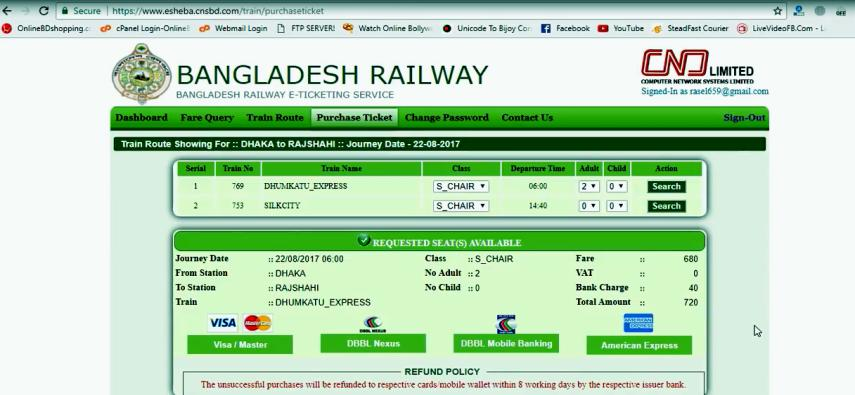 Secure https://www.esheba.cnsbd.com/train/purchaseticket
OnlineBDshopping.c cPanel Login-OnlineB Webmail Login FTP SERVER! Watch Online Bollyw Unicode To Bijoy Con Facebook YouTube SteadFast Courier LiveVideoFB.Com - L
BANGLADESH RAILWAY
BANGLADESH RAILWAY E-TICKETING SERVICE
LIMITED
COMPUTER NETWORK SYSTEMS LIMITED
Signed-In as rasel659@gmail.com
Dashboard Fare Query Train Route Purchase Ticket Change Password Contact Us Sign-Out
Train Route Showing For :: DHAKA to RAJSHAHI :: Journey Date - 22-08-2017
Serial Train No Train Name Class Departure Time Adult Child Action
1 769 DHUMKATU_EXPRESS S_CHAIR 06:00 2 0 Search
2 753 SILKCITY S_CHAIR 14:40 0 0 Search
REQUESTED SEAT(S) AVAILABLE
Journey Date :: 22/08/2017 06:00 Class :: S_CHAIR Fare :: 680
From Station :: DHAKA No Adult :: 2 VAT :: 0
To Station :: RAJSHAHI No Child :: 0 Bank Charge :: 40
Train :: DHUMKATU_EXPRESS Total Amount :: 720
VISA MasterCard DBBL NEXUS AMERICAN EXPRESS
Visa / Master DBBL Nexus DBBL Mobile Banking American Express
REFUND POLICY
The unsuccessful purchases will be refunded to respective cards/mobile wallet within 8 working days by the respective issuer bank.